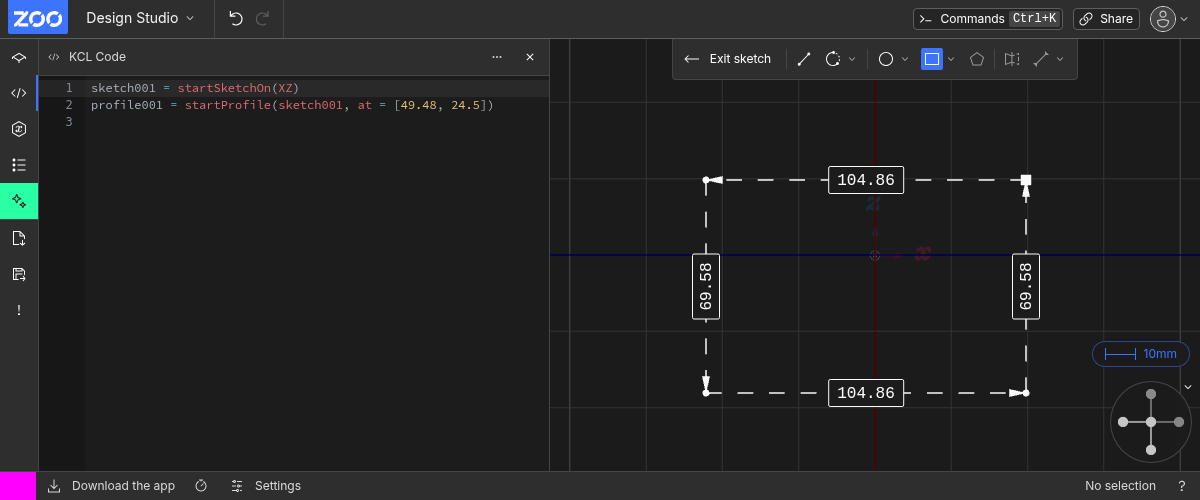 ZOO
Design Studio
Commands Ctrl+K
Share
KCL Code
Exit sketch
1 sketch001 = startSketchOn(XZ)
2 profile001 = startProfile(sketch001, at = [49.48, 24.5])
3
104.86
z
x
69.58
69.58
10mm
104.86
Download the app
Settings
No selection
?